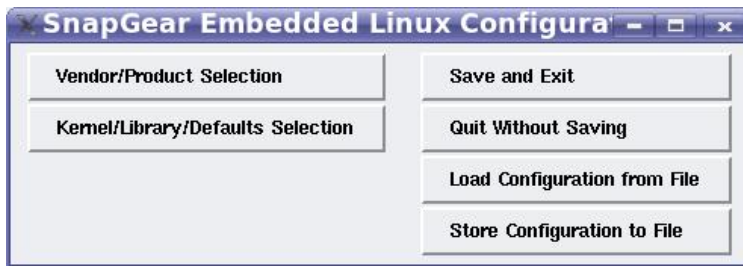 SnapGear Embedded Linux Configura
Vendor/Product Selection
Save and Exit
Kernel/Library/Defaults Selection
Quit Without Saving
Load Configuration from File
Store Configuration to File